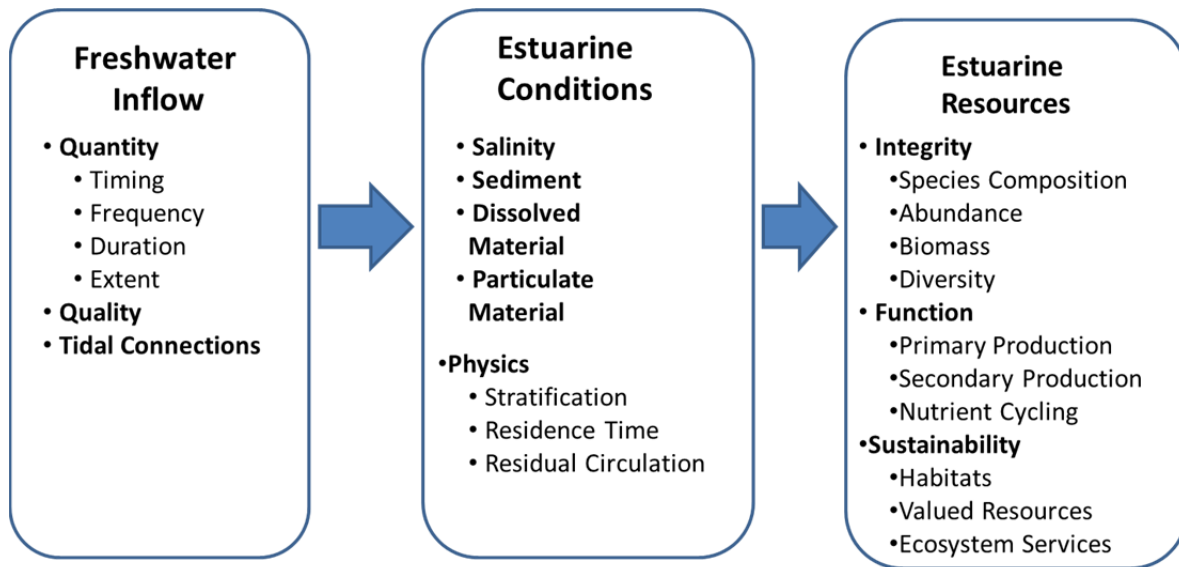 Freshwater
Inflow
• Quantity
• Timing
• Frequency
• Duration
• Extent
• Quality
• Tidal Connections
Estuarine
Conditions
• Salinity
• Sediment
• Dissolved
Material
• Particulate
Material
•Physics
• Stratification
• Residence Time
• Residual Circulation
Estuarine
Resources
• Integrity
•Species Composition
•Abundance
•Biomass
•Diversity
• Function
•Primary Production
•Secondary Production
•Nutrient Cycling
•Sustainability
•Habitats
•Valued Resources
•Ecosystem Services